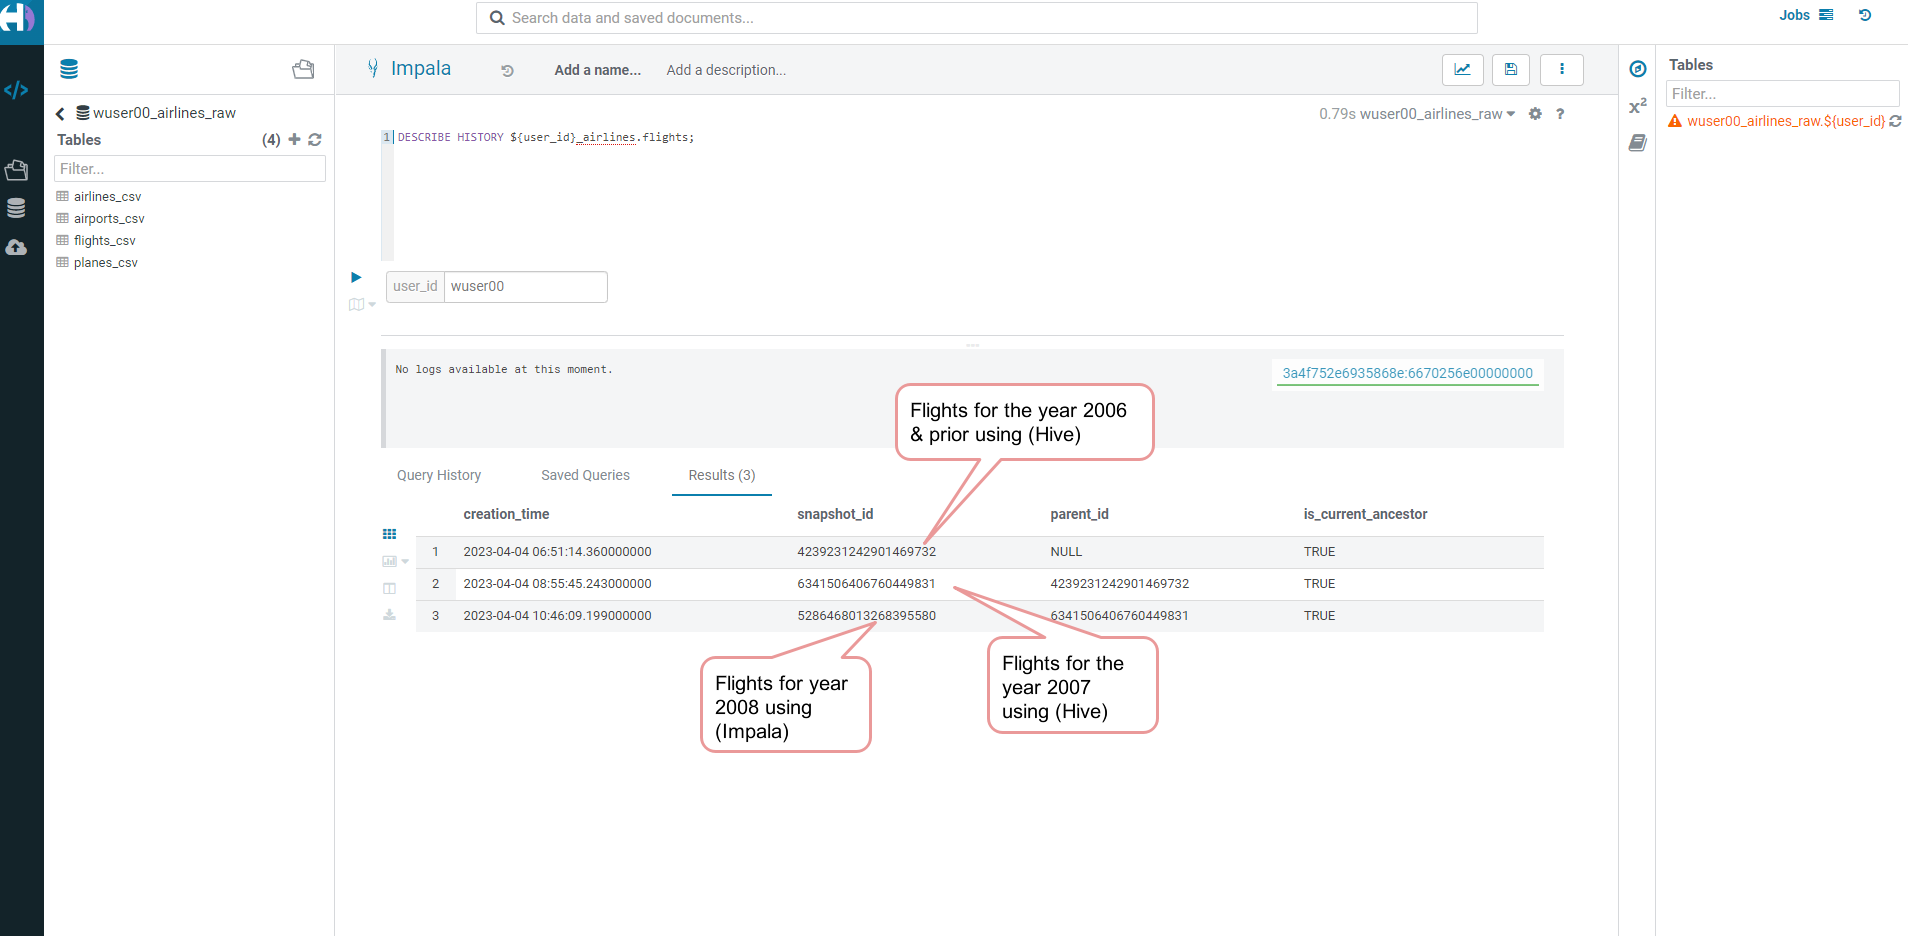 Search data and saved documents...
Jobs
Impala
Add a name...
Add a description...
Tables
Filter...
wuser00_airlines_raw.${user_id}
wuser00_airlines_raw
Tables
(4)
Filter...
airlines_csv
airports_csv
flights_csv
planes_csv
0.79s wuser00_airlines_raw
?
x²
1 DESCRIBE HISTORY ${user_id}_airlines.flights;
user_id wuser00
No logs available at this moment.
3a4f752e6935868e:6670256e00000000
Flights for the year 2006
& prior using (Hive)
Query History
Saved Queries
Results (3)
creation_time snapshot_id parent_id is_current_ancestor
1 2023-04-04 06:51:14.360000000 4239231242901469732 NULL TRUE
2 2023-04-04 08:55:45.243000000 6341506406760449831 4239231242901469732 TRUE
3 2023-04-04 10:46:09.199000000 5286468013268395580 6341506406760449831 TRUE
Flights for year
2008 using
(Impala)
Flights for the
year 2007
using (Hive)